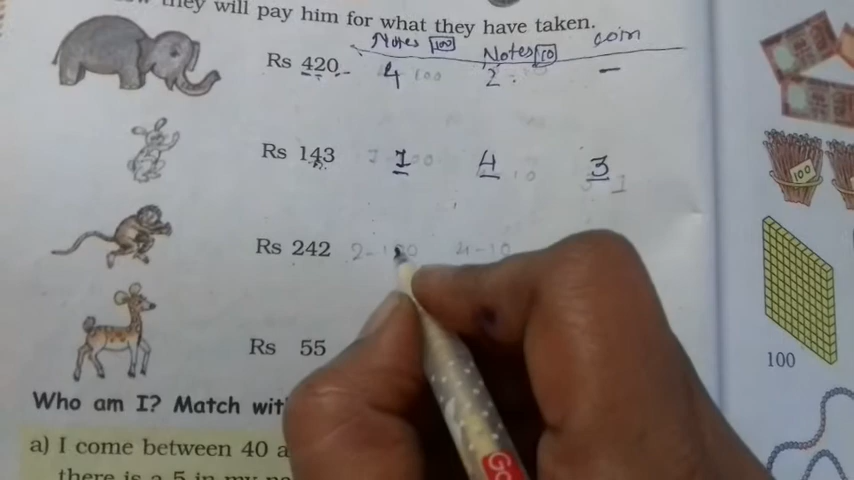 they will pay him for what they have taken.
Notes 100 Notes 10 coin
Rs 420 4 2 —
Rs 143 1 4 3
Rs 242 2-100 4-10
Rs 55
100
100
Who am I? Match wit
a) I come between 40 a
there is a 5 in my
Go